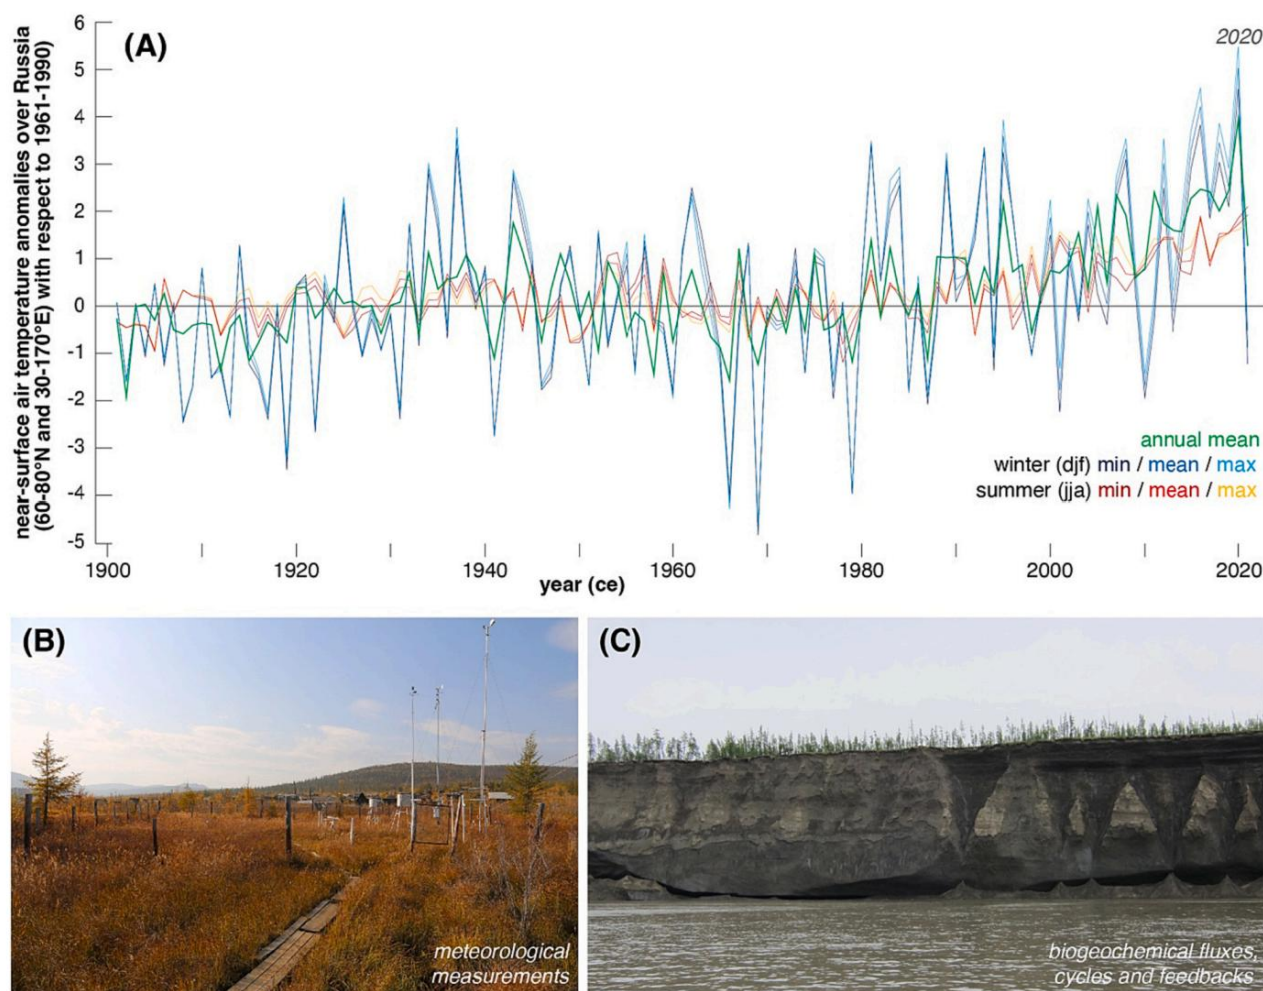 (A)
2020
near-surface air temperature anomalies over Russia
(60-80°N and 30-170°E) with respect to 1961-1990)
6
5
4
3
2
1
0
-1
-2
-3
-4
-5
annual mean
winter (djf) min / mean / max
summer (jja) min / mean / max
1900
1920
1940
1960
1980
2000
2020
year (ce)
(B)
meteorological
measurements
(C)
biogeochemical fluxes,
cycles and feedbacks